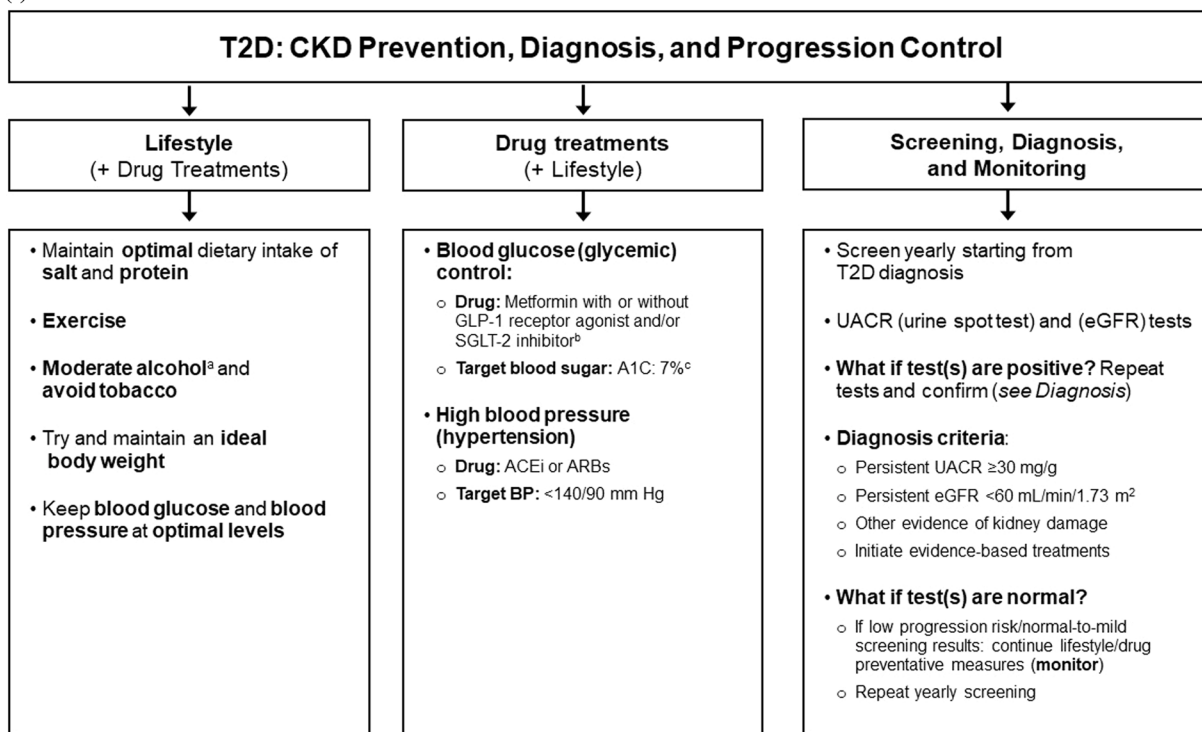 T2D: CKD Prevention, Diagnosis, and Progression Control
Lifestyle
(+ Drug Treatments)
• Maintain optimal dietary intake of
salt and protein
• Exercise
• Moderate alcoholᵃ and
avoid tobacco
• Try and maintain an ideal
body weight
• Keep blood glucose and blood
pressure at optimal levels
Drug treatments
(+ Lifestyle)
• Blood glucose (glycemic)
control:
○ Drug: Metformin with or without
GLP-1 receptor agonist and/or
SGLT-2 inhibitorᵇ
○ Target blood sugar: A1C: 7%ᶜ
• High blood pressure
(hypertension)
○ Drug: ACEi or ARBs
○ Target BP: <140/90 mm Hg
Screening, Diagnosis,
and Monitoring
• Screen yearly starting from
T2D diagnosis
• UACR (urine spot test) and (eGFR) tests
• What if test(s) are positive? Repeat
tests and confirm (see Diagnosis)
• Diagnosis criteria:
○ Persistent UACR ≥30 mg/g
○ Persistent eGFR <60 mL/min/1.73 m²
○ Other evidence of kidney damage
○ Initiate evidence-based treatments
• What if test(s) are normal?
○ If low progression risk/normal-to-mild
screening results: continue lifestyle/drug
preventative measures (monitor)
○ Repeat yearly screening